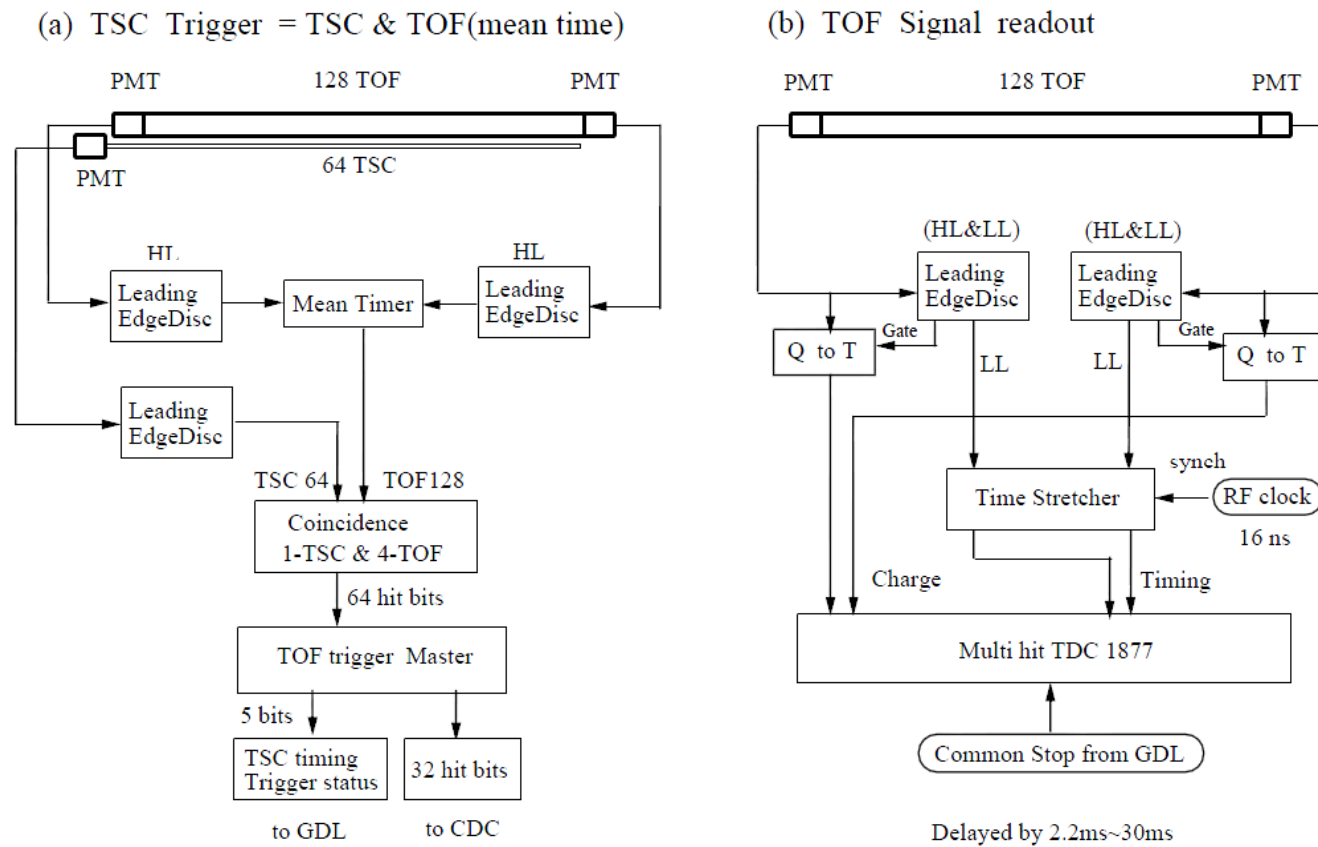 (a) TSC Trigger = TSC & TOF(mean time)
PMT
128 TOF
PMT
64 TSC
PMT
HL
Leading
EdgeDisc
Mean Timer
HL
Leading
EdgeDisc
Leading
EdgeDisc
TSC 64
TOF128
Coincidence
1-TSC & 4-TOF
64 hit bits
TOF trigger Master
5 bits
TSC timing
Trigger status
32 hit bits
to GDL
to CDC
(b) TOF Signal readout
PMT
128 TOF
PMT
(HL&LL)
(HL&LL)
Leading
EdgeDisc
Leading
EdgeDisc
Gate
Gate
Q to T
Q to T
LL
LL
synch
Time Stretcher
RF clock
16 ns
Charge
Timing
Multi hit TDC 1877
Common Stop from GDL
Delayed by 2.2ms~30ms